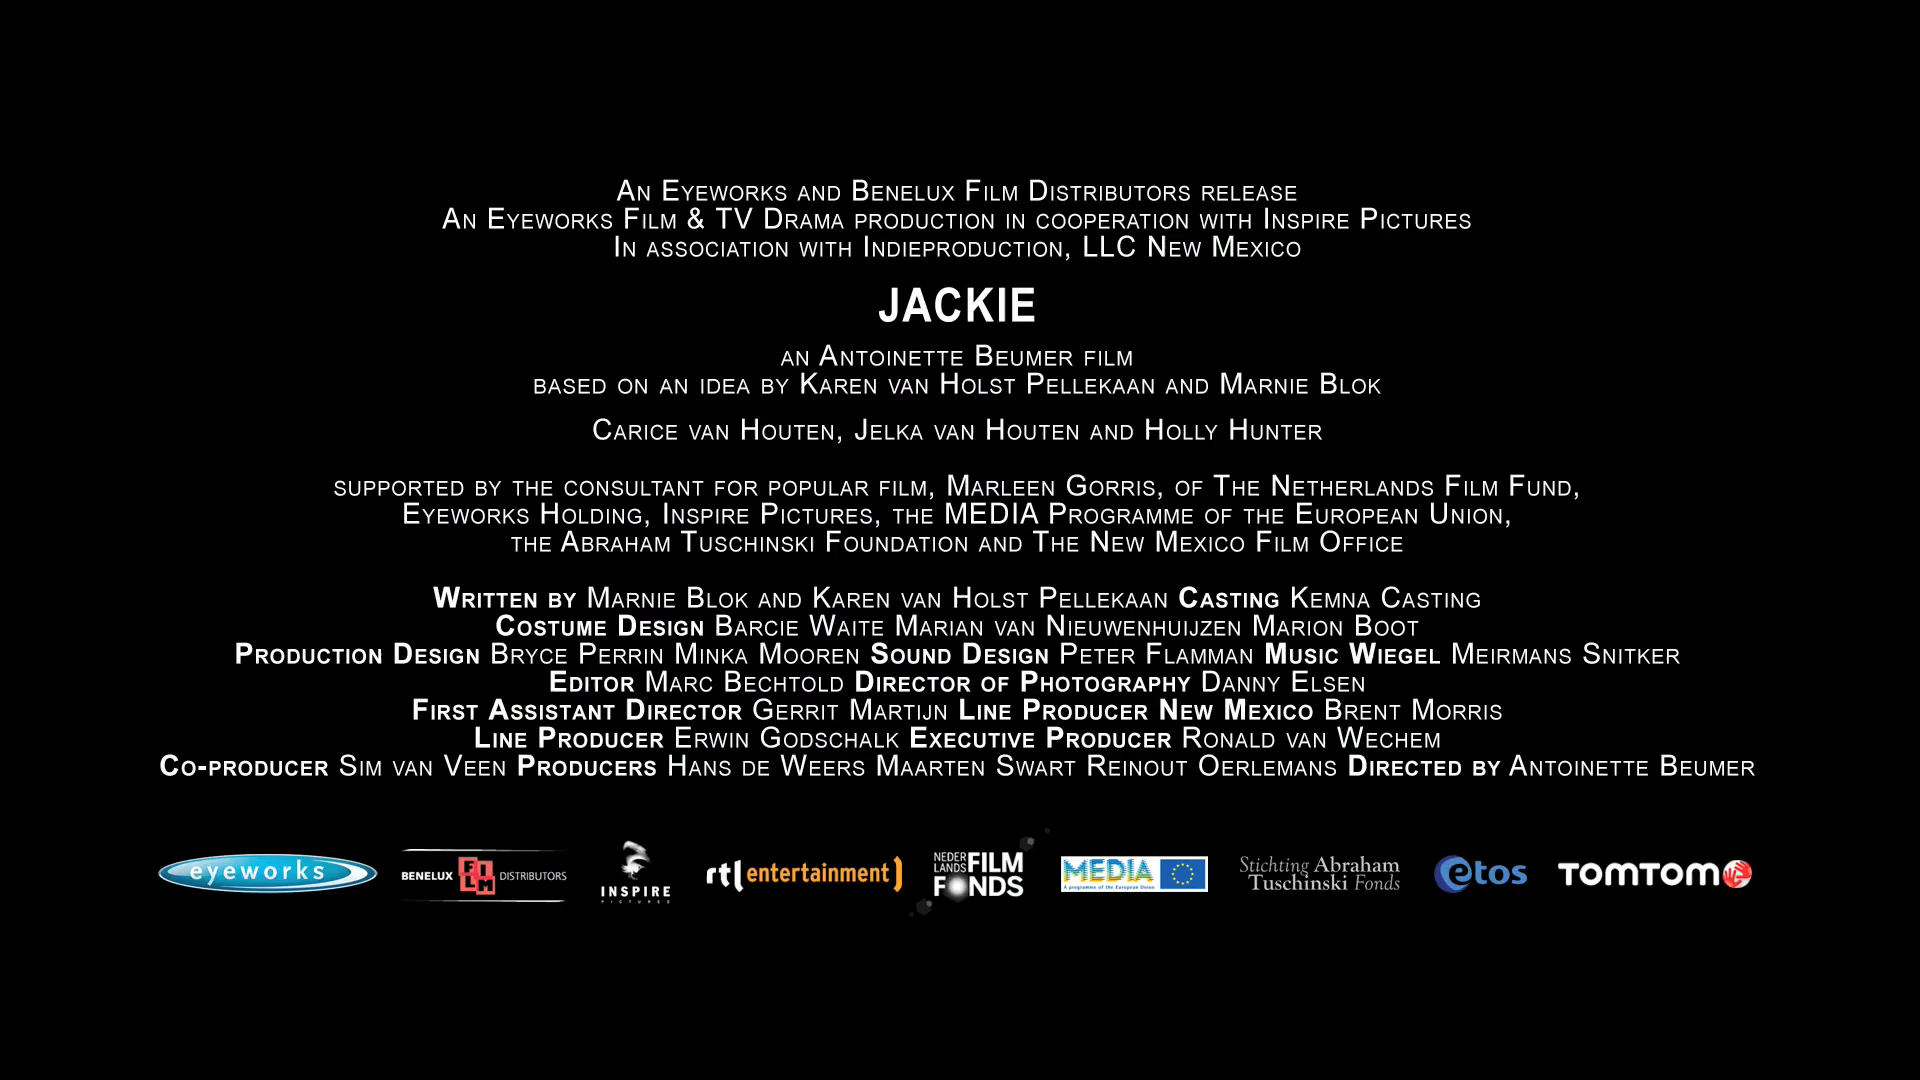 An Eyeworks and Benelux Film Distributors release
An Eyeworks Film & TV Drama production in cooperation with Inspire Pictures
In association with Indieproduction, LLC New Mexico
JACKIE
an Antoinette Beumer film
based on an idea by Karen van Holst Pellekaan and Marnie Blok
Carice van Houten, Jelka van Houten and Holly Hunter
supported by the consultant for popular film, Marleen Gorris, of The Netherlands Film Fund,
Eyeworks Holding, Inspire Pictures, the MEDIA Programme of the European Union,
the Abraham Tuschinski Foundation and The New Mexico Film Office
Written by Marnie Blok and Karen van Holst Pellekaan Casting Kemna Casting
Costume Design Barcie Waite Marian van Nieuwenhuijzen Marion Boot
Production Design Bryce Perrin Minka Mooren Sound Design Peter Flamman Music Wiegel Meirmans Snitker
Editor Marc Bechtold Director of Photography Danny Elsen
First Assistant Director Gerrit Martijn Line Producer New Mexico Brent Morris
Line Producer Erwin Godschalk Executive Producer Ronald van Wechem
Co-producer Sim van Veen Producers Hans de Weers Maarten Swart Reinout Oerlemans Directed by Antoinette Beumer
eyeworks
BENELUX FILM DISTRIBUTORS
INSPIRE
PICTURES
rtl entertainment
NEDERLANDS FILM FONDS
MEDIA
A programme of the European Union
Stichting Abraham
Tuschinski Fonds
etos
TOMTOM